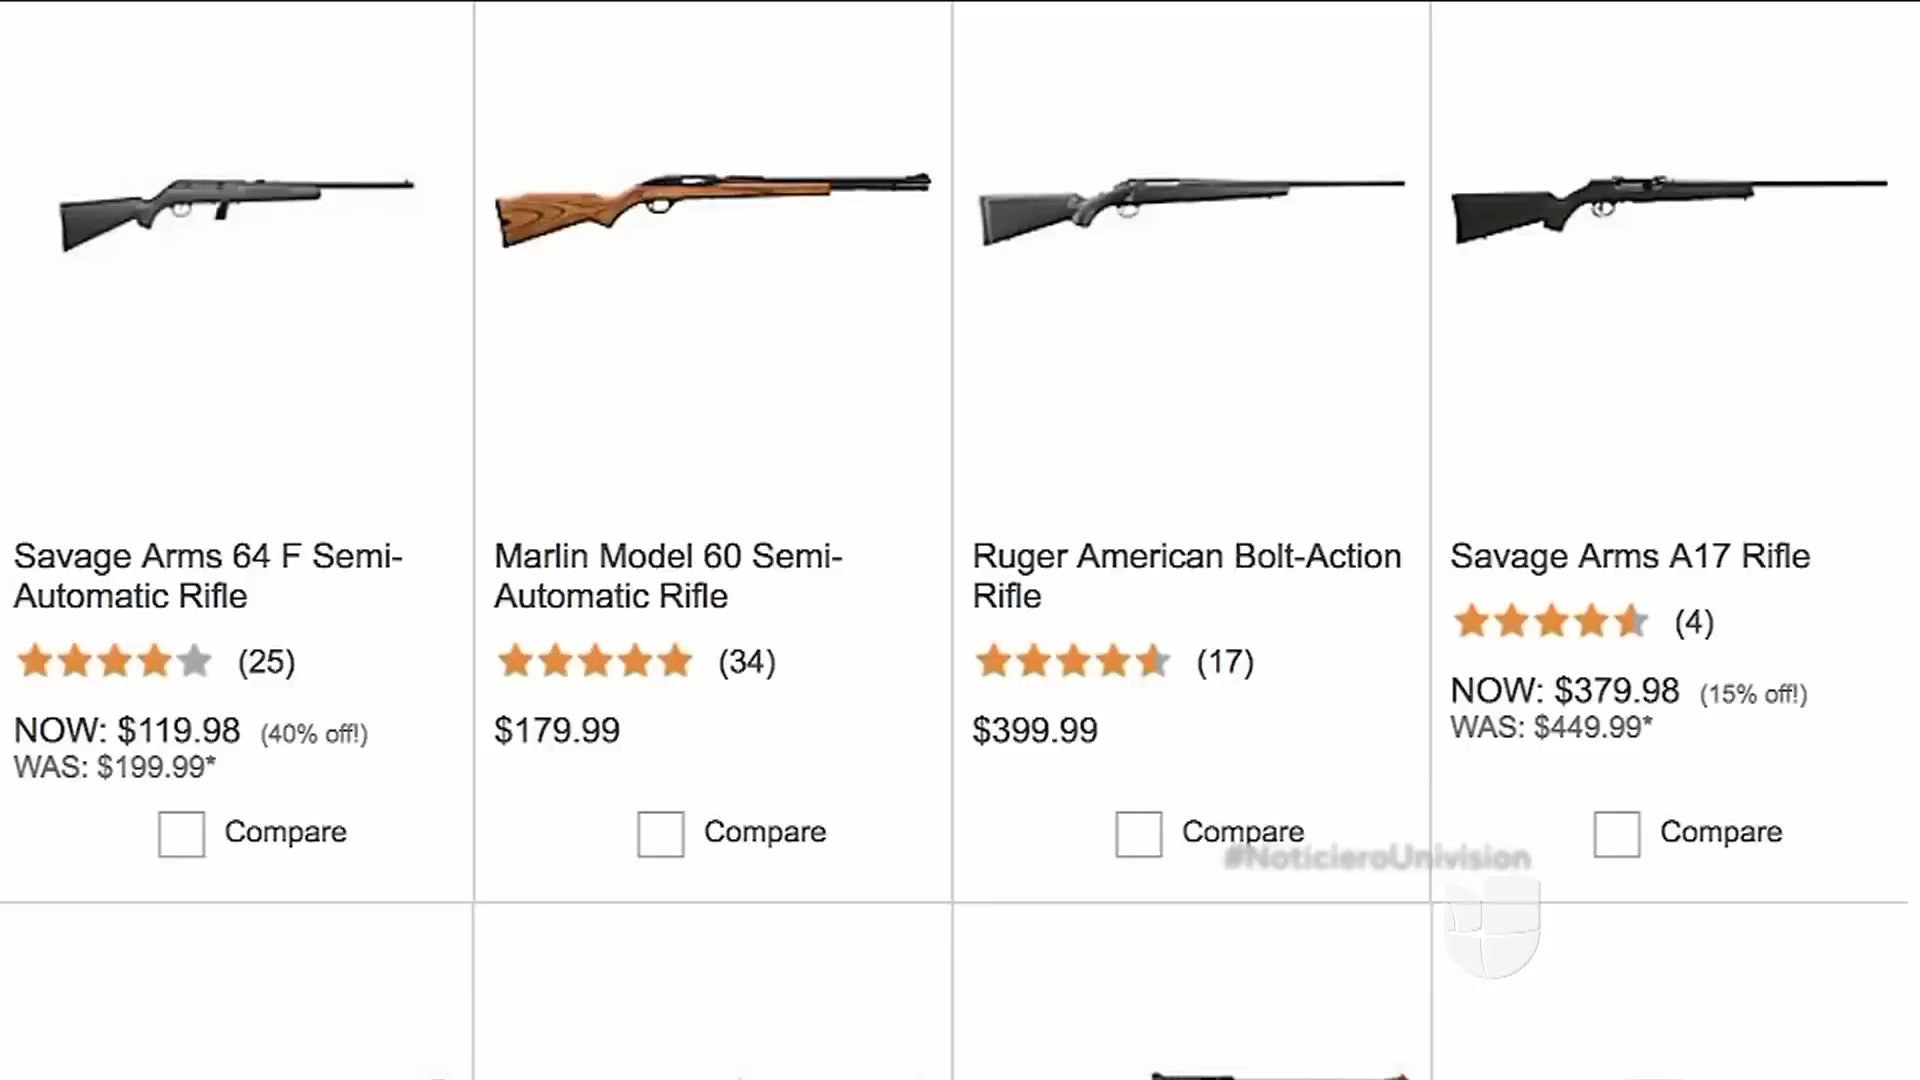 Savage Arms 64 F Semi-
Automatic Rifle
(25)
NOW: $119.98 (40% off!)
WAS: $199.99*
Compare
Marlin Model 60 Semi-
Automatic Rifle
(34)
$179.99
Compare
Ruger American Bolt-Action
Rifle
(17)
$399.99
Compare
Savage Arms A17 Rifle
(4)
NOW: $379.98 (15% off!)
WAS: $449.99*
Compare
#NoticieroUnivision